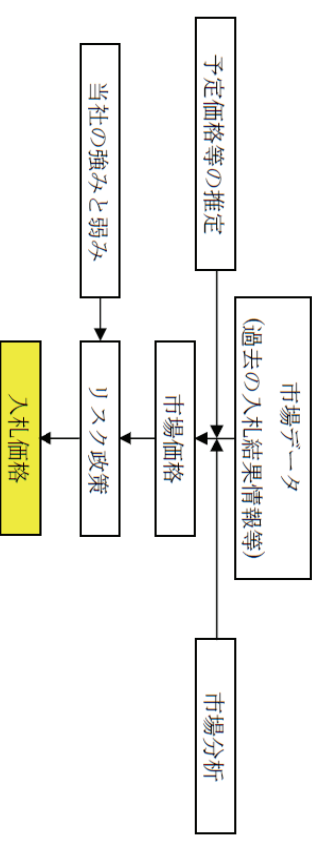 市場データ
(過去の入札結果情報等)
予定価格等の推定
市場分析
市場価格
当社の強みと弱み
リスク政策
入札価格